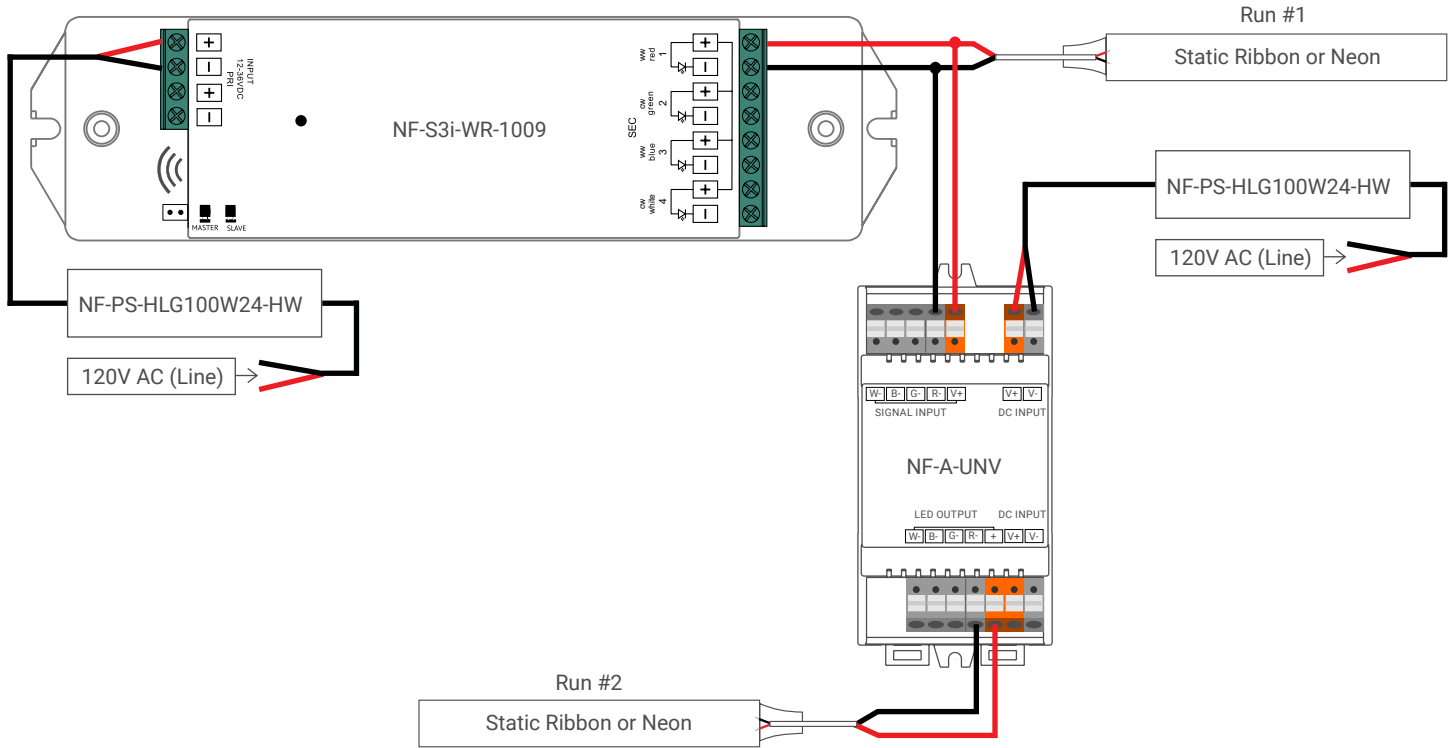 Run #1
Static Ribbon or Neon
+
−
+
−
INPUT
12-36VDC
PRI
NF-S3i-WR-1009
MASTER
SLAVE
SEC
ww
red
1
+
−
cw
green
2
+
−
ww
blue
3
+
−
cw
white
4
+
−
NF-PS-HLG100W24-HW
120V AC (Line)
NF-PS-HLG100W24-HW
120V AC (Line)
W- B- G- R- V+ V+ V-
SIGNAL INPUT DC INPUT
NF-A-UNV
LED OUTPUT DC INPUT
W- B- G- R- + V+ V-
Run #2
Static Ribbon or Neon